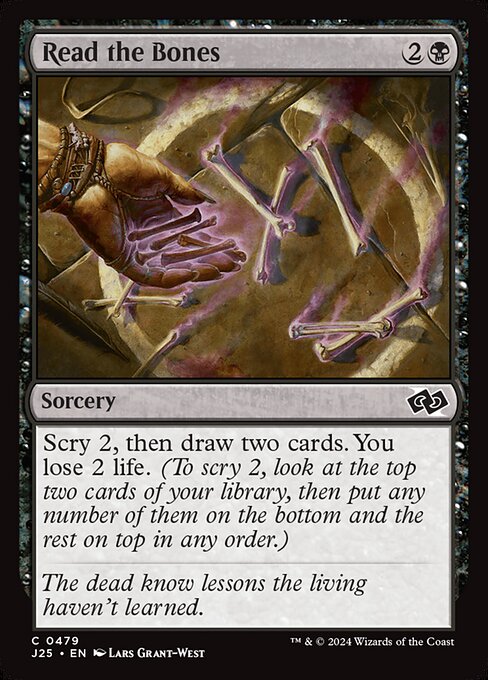 Read the Bones 2
Sorcery
Scry 2, then draw two cards. You
lose 2 life. (To scry 2, look at the top
two cards of your library, then put any
number of them on the bottom and the
rest on top in any order.)
The dead know lessons the living
haven't learned.
C 0479 ™ & © 2024 Wizards of the Coast
J25 • EN Lars Grant-West